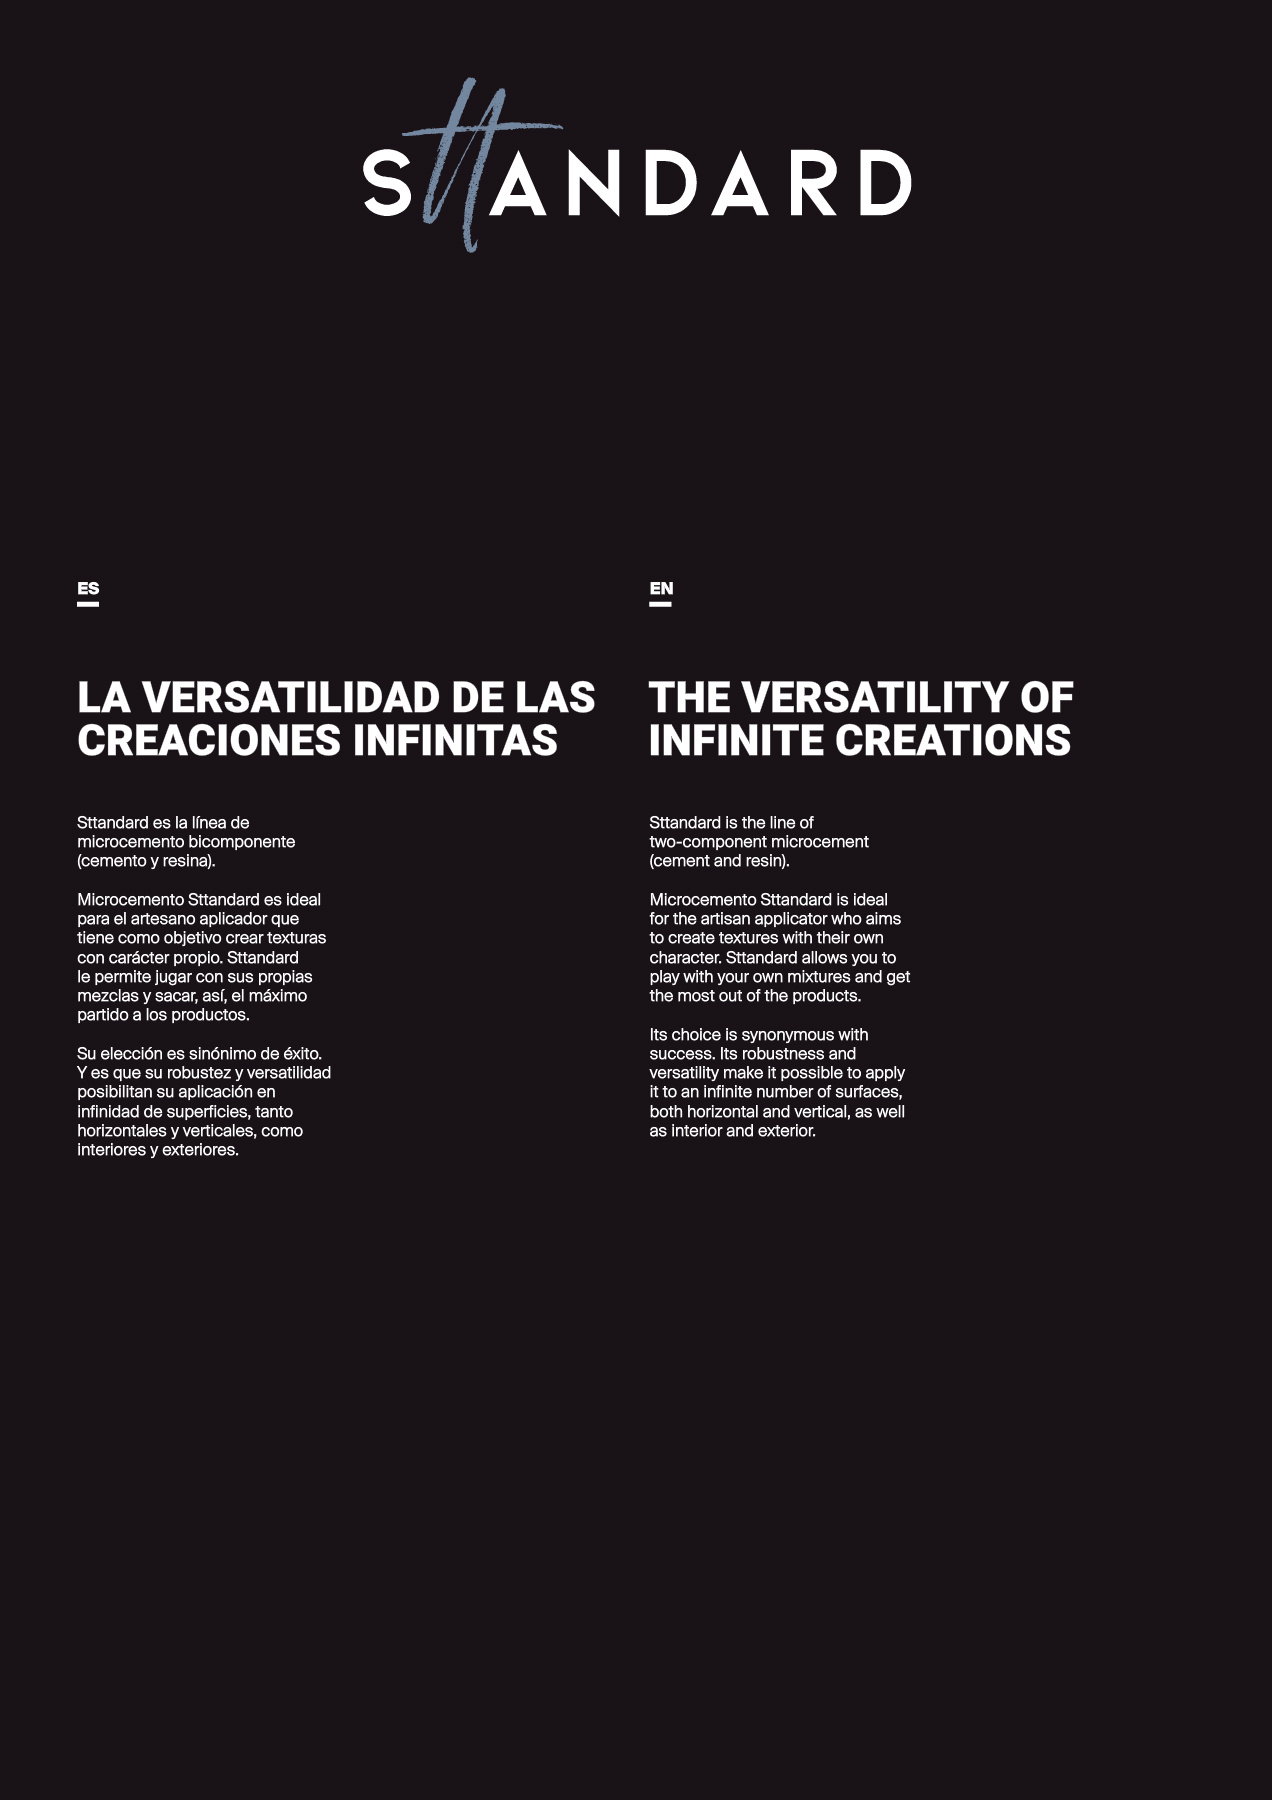 STTANDARD
ES
LA VERSATILIDAD DE LAS
CREACIONES INFINITAS
Sttandard es la línea de
microcemento bicomponente
(cemento y resina).
Microcemento Sttandard es ideal
para el artesano aplicador que
tiene como objetivo crear texturas
con carácter propio. Sttandard
le permite jugar con sus propias
mezclas y sacar, así, el máximo
partido a los productos.
Su elección es sinónimo de éxito.
Y es que su robustez y versatilidad
posibilitan su aplicación en
infinidad de superficies, tanto
horizontales y verticales, como
interiores y exteriores.
EN
THE VERSATILITY OF
INFINITE CREATIONS
Sttandard is the line of
two-component microcement
(cement and resin).
Microcemento Sttandard is ideal
for the artisan applicator who aims
to create textures with their own
character. Sttandard allows you to
play with your own mixtures and get
the most out of the products.
Its choice is synonymous with
success. Its robustness and
versatility make it possible to apply
it to an infinite number of surfaces,
both horizontal and vertical, as well
as interior and exterior.